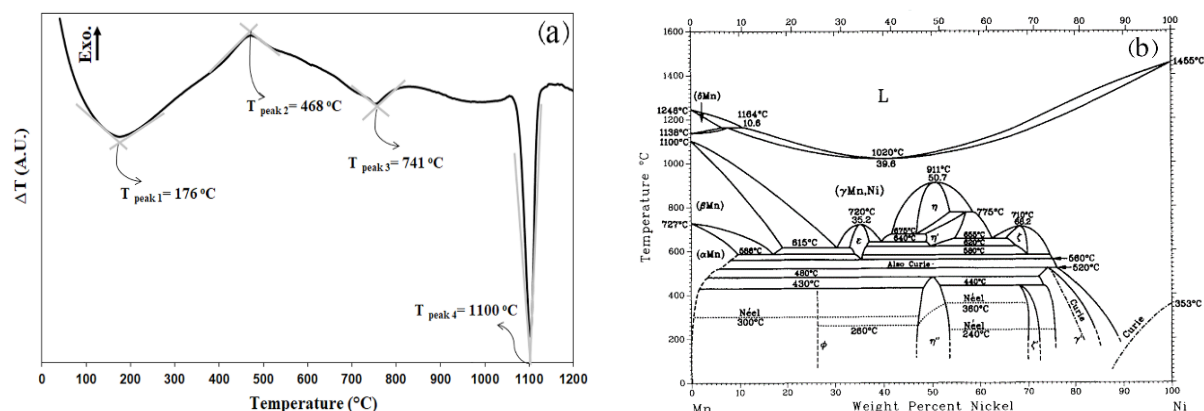 (a)
Exo.
T peak 2= 468 °C
T peak 3= 741 °C
T peak 1= 176 °C
T peak 4= 1100 °C
ΔT (A.U.)
0 100 200 300 400 500 600 700 800 900 1000 1100 1200
Temperature (°C)
(b)
1600
1400
1200
1000
800
600
400
200
0
Temperature °C
L
1455°C
(δMn)
1246°C
1164°C
10.6
1138°C
1100°C
1020°C
39.6
911°C
50.7
(γMn,Ni)
η
(βMn)
727°C
720°C
35.2
775°C
710°C
68.2
675°C
640°C
η'
655°C
620°C
580°C
ζ
ε
615°C
(αMn)
560°C
520°C
Also Curie
480°C
430°C
440°C
Néel
300°C
260°C
Néel
360°C
Néel
240°C
φ
η''
ζ'
γ'
Curie
Curie
353°C
0 10 20 30 40 50 60 70 80 90 100
Mn
Weight Percent Nickel
Ni